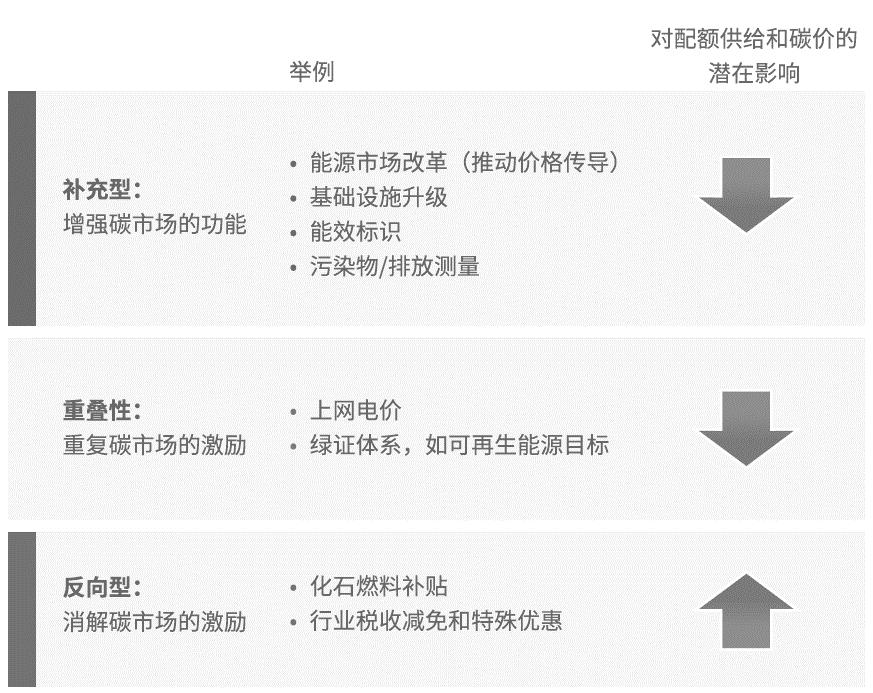 举例
对配额供给和碳价的
潜在影响
补充型：
增强碳市场的功能
• 能源市场改革（推动价格传导）
• 基础设施升级
• 能效标识
• 污染物/排放测量
重叠性：
重复碳市场的激励
• 上网电价
• 绿证体系，如可再生能源目标
反向型：
消解碳市场的激励
• 化石燃料补贴
• 行业税收减免和特殊优惠